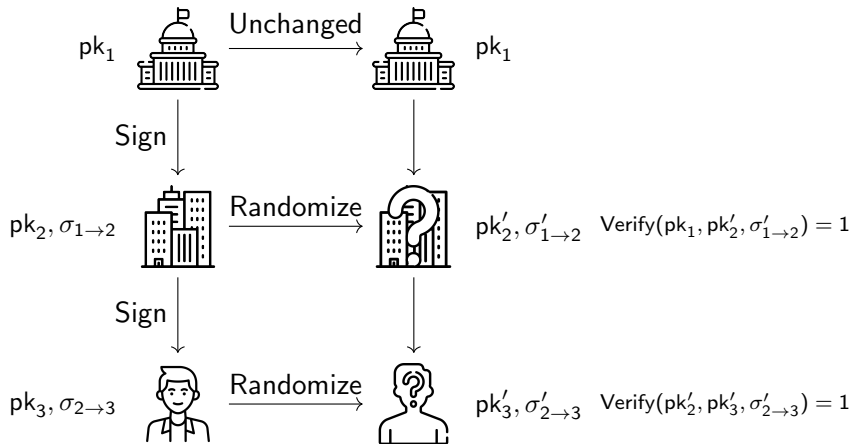 pk₁ Unchanged pk₁
Sign
pk₂, σ₁→₂ Randomize pk′₂, σ′₁→₂ Verify(pk₁, pk′₂, σ′₁→₂) = 1
Sign
pk₃, σ₂→₃ Randomize pk′₃, σ′₂→₃ Verify(pk′₂, pk′₃, σ′₂→₃) = 1